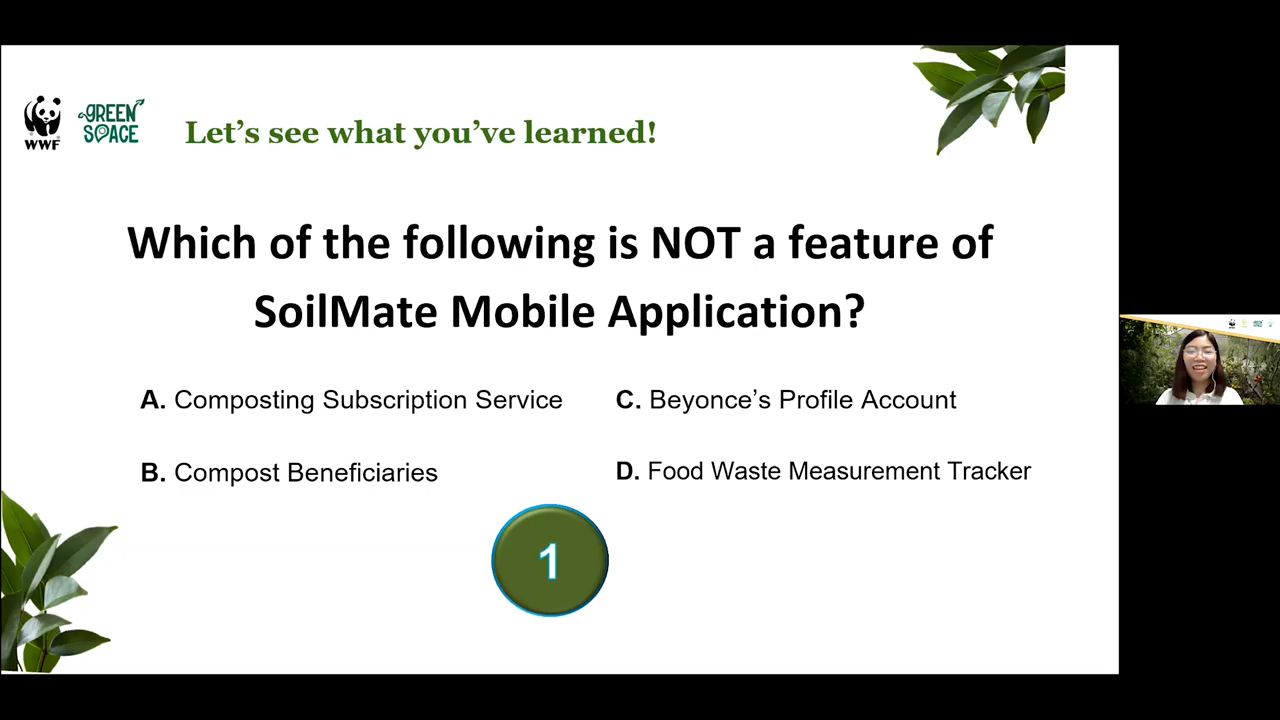 WWF
GREEN
SPACE
Let's see what you've learned!
Which of the following is NOT a feature of
SoilMate Mobile Application?
A. Composting Subscription Service
C. Beyonce's Profile Account
B. Compost Beneficiaries
D. Food Waste Measurement Tracker
1